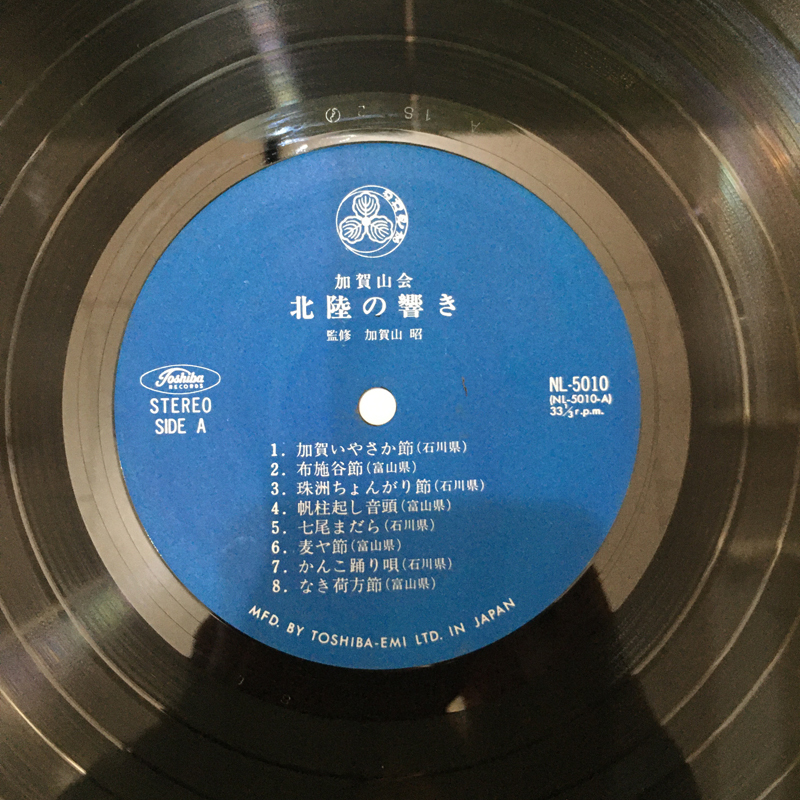 加賀山会
北陸の響き
監修 加賀山 昭
Toshiba
RECORDS
STEREO
SIDE A
NL-5010
(NL-5010-A)
33⅓r.p.m.
1. 加賀いやさか節(石川県)
2. 布施谷節(富山県)
3. 珠洲ちょんがり節(石川県)
4. 帆柱起し音頭(富山県)
5. 七尾まだら(石川県)
6. 麦ヤ節(富山県)
7. かんこ踊り唄(石川県)
8. なき荷方節(富山県)
MFD. BY TOSHIBA-EMI LTD. IN JAPAN